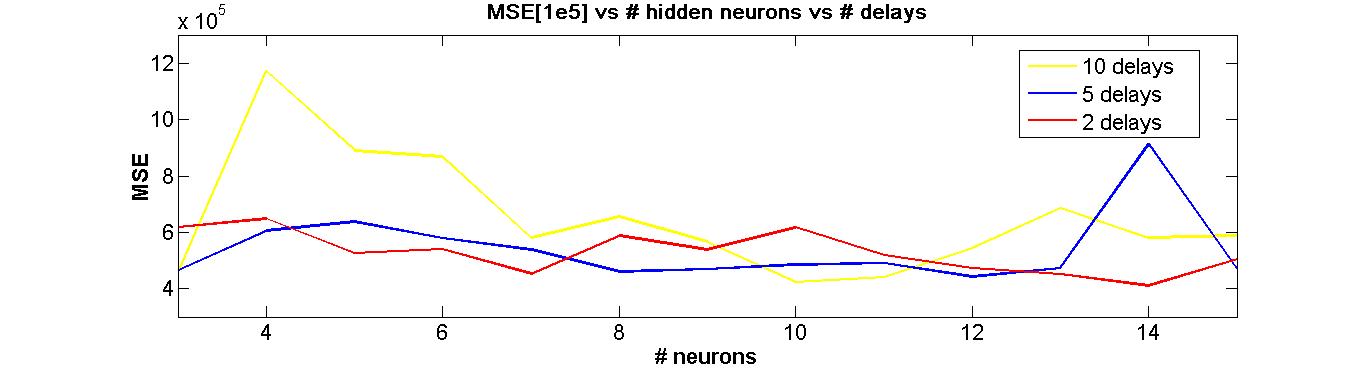 MSE[1e5] vs # hidden neurons vs # delays
x 10^5
12
10
8
6
4
MSE
10 delays
5 delays
2 delays
4 6 8 10 12 14
# neurons